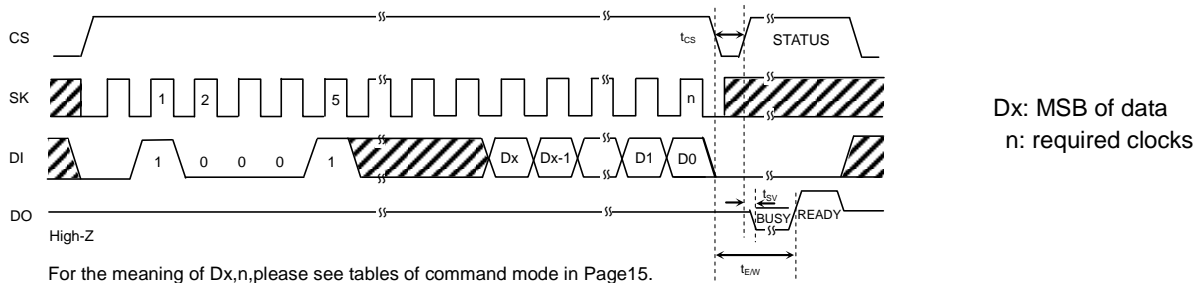 CS
tCS
STATUS
SK
1
2
5
n
DI
1
0
0
0
1
Dx
Dx-1
D1
D0
tSV
DO
BUSY
READY
High-Z
tE/W
For the meaning of Dx,n,please see tables of command mode in Page15.
Dx: MSB of data
n: required clocks